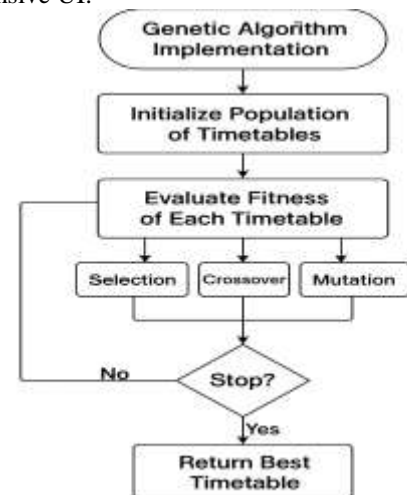 nsive UI.
Genetic Algorithm
Implementation
Initialize Population
of Timetables
Evaluate Fitness
of Each Timetable
Selection
Crossover
Mutation
No
Stop?
Yes
Return Best
Timetable